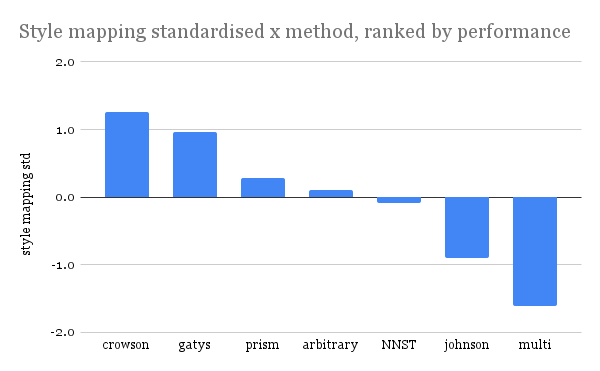 Style mapping standardised x method, ranked by performance
2.0
1.0
0.0
-1.0
-2.0
style mapping std
crowson gatys prism arbitrary NNST johnson multi